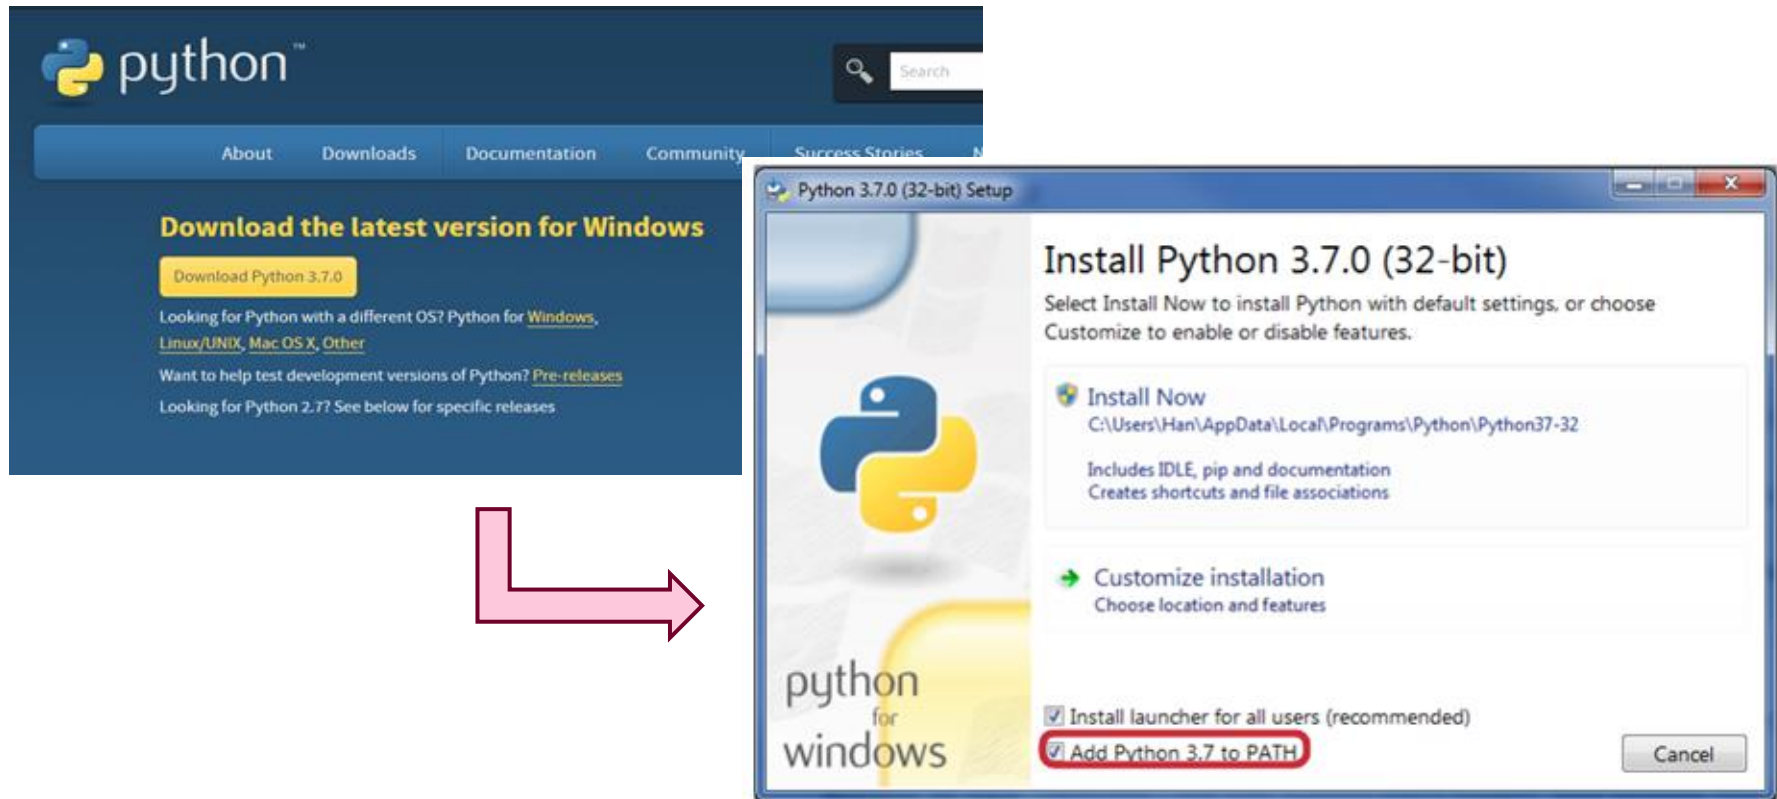 python™
Search
About Downloads Documentation Community Success Stories
Download the latest version for Windows
Download Python 3.7.0
Looking for Python with a different OS? Python for Windows,
Linux/UNIX, Mac OS X, Other
Want to help test development versions of Python? Pre-releases
Looking for Python 2.7? See below for specific releases
Python 3.7.0 (32-bit) Setup
Install Python 3.7.0 (32-bit)
Select Install Now to install Python with default settings, or choose
Customize to enable or disable features.
Install Now
C:\Users\Han\AppData\Local\Programs\Python\Python37-32
Includes IDLE, pip and documentation
Creates shortcuts and file associations
Customize installation
Choose location and features
python
for
windows
Install launcher for all users (recommended)
Add Python 3.7 to PATH
Cancel